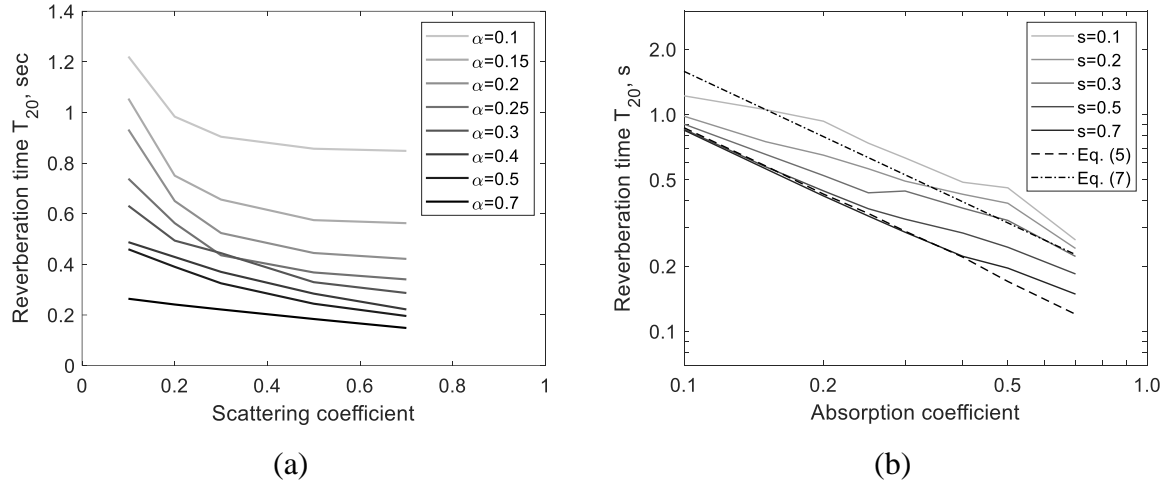 1.4
1.2
1
0.8
0.6
0.4
0.2
0
0
0.2
0.4
0.6
0.8
1
Reverberation time T20, sec
Scattering coefficient
α=0.1
α=0.15
α=0.2
α=0.25
α=0.3
α=0.4
α=0.5
α=0.7
(a)
2.0
1.0
0.5
0.2
0.1
0.1
0.2
0.5
1.0
Reverberation time T20, s
Absorption coefficient
s=0.1
s=0.2
s=0.3
s=0.5
s=0.7
Eq. (5)
Eq. (7)
(b)